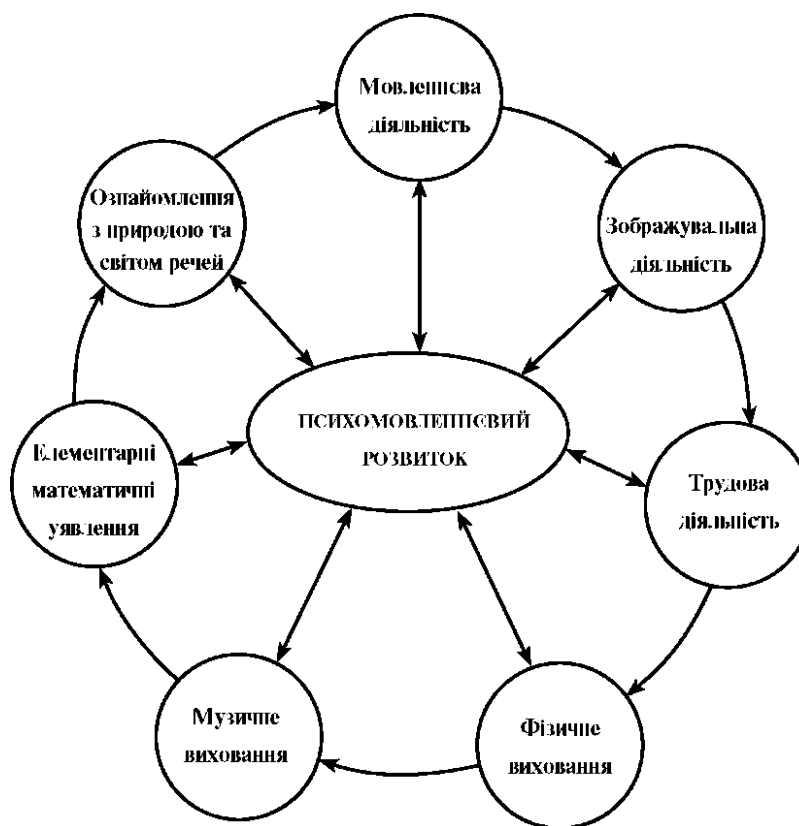 Мовленнєва
діяльність
Ознайомлення
з природою та
світом речей
Зображувальна
діяльність
ПСИХОМОВЛЕННЄВИЙ
РОЗВИТОК
Елементарні
математичні
уявлення
Трудова
діяльність
Музичне
виховання
Фізичне
виховання